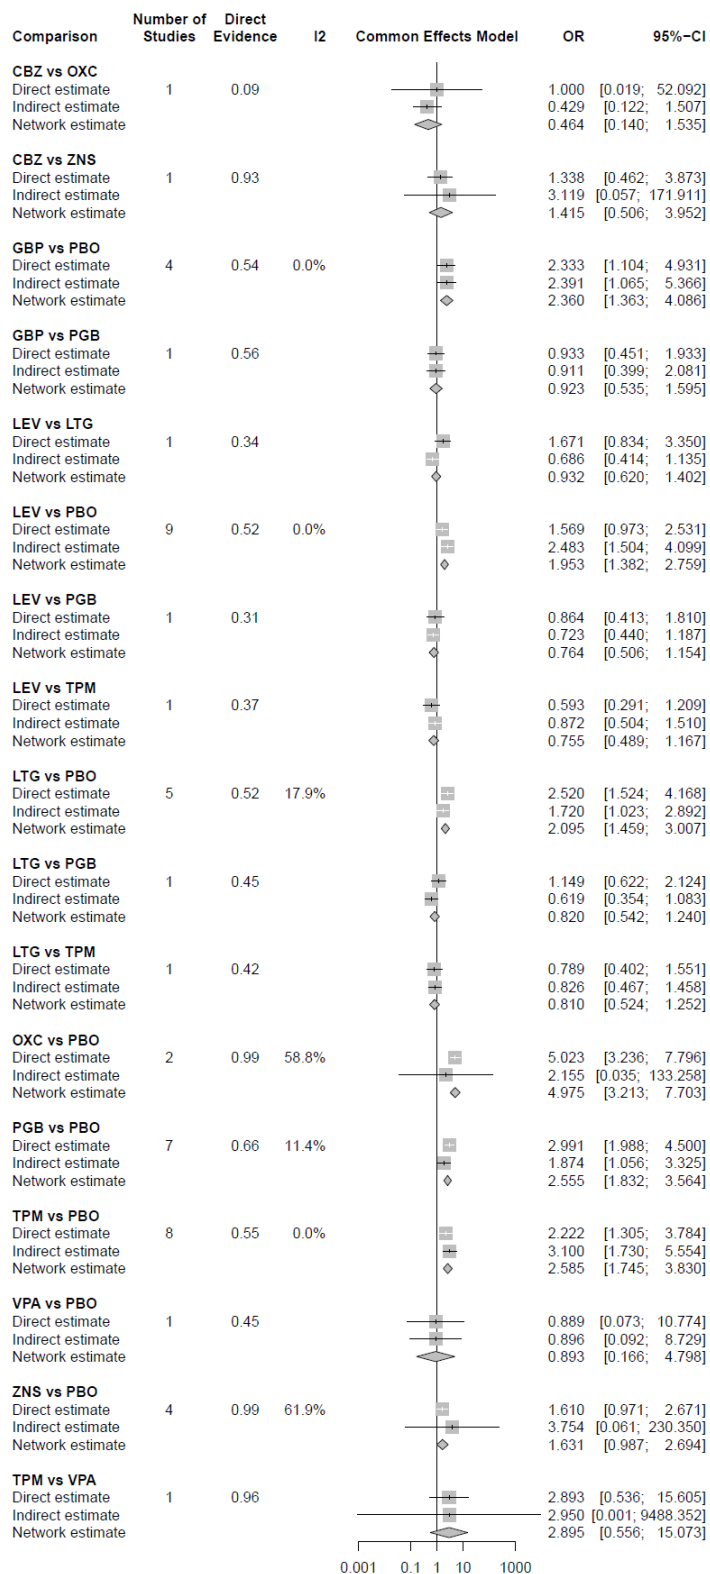 Number of Direct
Comparison Studies Evidence I2 Common Effects Model OR 95%−CI
CBZ vs OXC
Direct estimate 1 0.09 1.000 [0.019; 52.092]
Indirect estimate 0.429 [0.122; 1.507]
Network estimate 0.464 [0.140; 1.535]
CBZ vs ZNS
Direct estimate 1 0.93 1.338 [0.462; 3.873]
Indirect estimate 3.119 [0.057; 171.911]
Network estimate 1.415 [0.506; 3.952]
GBP vs PBO
Direct estimate 4 0.54 0.0% 2.333 [1.104; 4.931]
Indirect estimate 2.391 [1.065; 5.366]
Network estimate 2.360 [1.363; 4.086]
GBP vs PGB
Direct estimate 1 0.56 0.933 [0.451; 1.933]
Indirect estimate 0.911 [0.399; 2.081]
Network estimate 0.923 [0.535; 1.595]
LEV vs LTG
Direct estimate 1 0.34 1.671 [0.834; 3.350]
Indirect estimate 0.686 [0.414; 1.135]
Network estimate 0.932 [0.620; 1.402]
LEV vs PBO
Direct estimate 9 0.52 0.0% 1.569 [0.973; 2.531]
Indirect estimate 2.483 [1.504; 4.099]
Network estimate 1.953 [1.382; 2.759]
LEV vs PGB
Direct estimate 1 0.31 0.864 [0.413; 1.810]
Indirect estimate 0.723 [0.440; 1.187]
Network estimate 0.764 [0.506; 1.154]
LEV vs TPM
Direct estimate 1 0.37 0.593 [0.291; 1.209]
Indirect estimate 0.872 [0.504; 1.510]
Network estimate 0.755 [0.489; 1.167]
LTG vs PBO
Direct estimate 5 0.52 17.9% 2.520 [1.524; 4.168]
Indirect estimate 1.720 [1.023; 2.892]
Network estimate 2.095 [1.459; 3.007]
LTG vs PGB
Direct estimate 1 0.45 1.149 [0.622; 2.124]
Indirect estimate 0.619 [0.354; 1.083]
Network estimate 0.820 [0.542; 1.240]
LTG vs TPM
Direct estimate 1 0.42 0.789 [0.402; 1.551]
Indirect estimate 0.826 [0.467; 1.458]
Network estimate 0.810 [0.524; 1.252]
OXC vs PBO
Direct estimate 2 0.99 58.8% 5.023 [3.236; 7.796]
Indirect estimate 2.155 [0.035; 133.258]
Network estimate 4.975 [3.213; 7.703]
PGB vs PBO
Direct estimate 7 0.66 11.4% 2.991 [1.988; 4.500]
Indirect estimate 1.874 [1.056; 3.325]
Network estimate 2.555 [1.832; 3.564]
TPM vs PBO
Direct estimate 8 0.55 0.0% 2.222 [1.305; 3.784]
Indirect estimate 3.100 [1.730; 5.554]
Network estimate 2.585 [1.745; 3.830]
VPA vs PBO
Direct estimate 1 0.45 0.889 [0.073; 10.774]
Indirect estimate 0.896 [0.092; 8.729]
Network estimate 0.893 [0.166; 4.798]
ZNS vs PBO
Direct estimate 4 0.99 61.9% 1.610 [0.971; 2.671]
Indirect estimate 3.754 [0.061; 230.350]
Network estimate 1.631 [0.987; 2.694]
TPM vs VPA
Direct estimate 1 0.96 2.893 [0.536; 15.605]
Indirect estimate 2.950 [0.001; 9488.352]
Network estimate 2.895 [0.556; 15.073]
0.001 0.1 1 10 1000